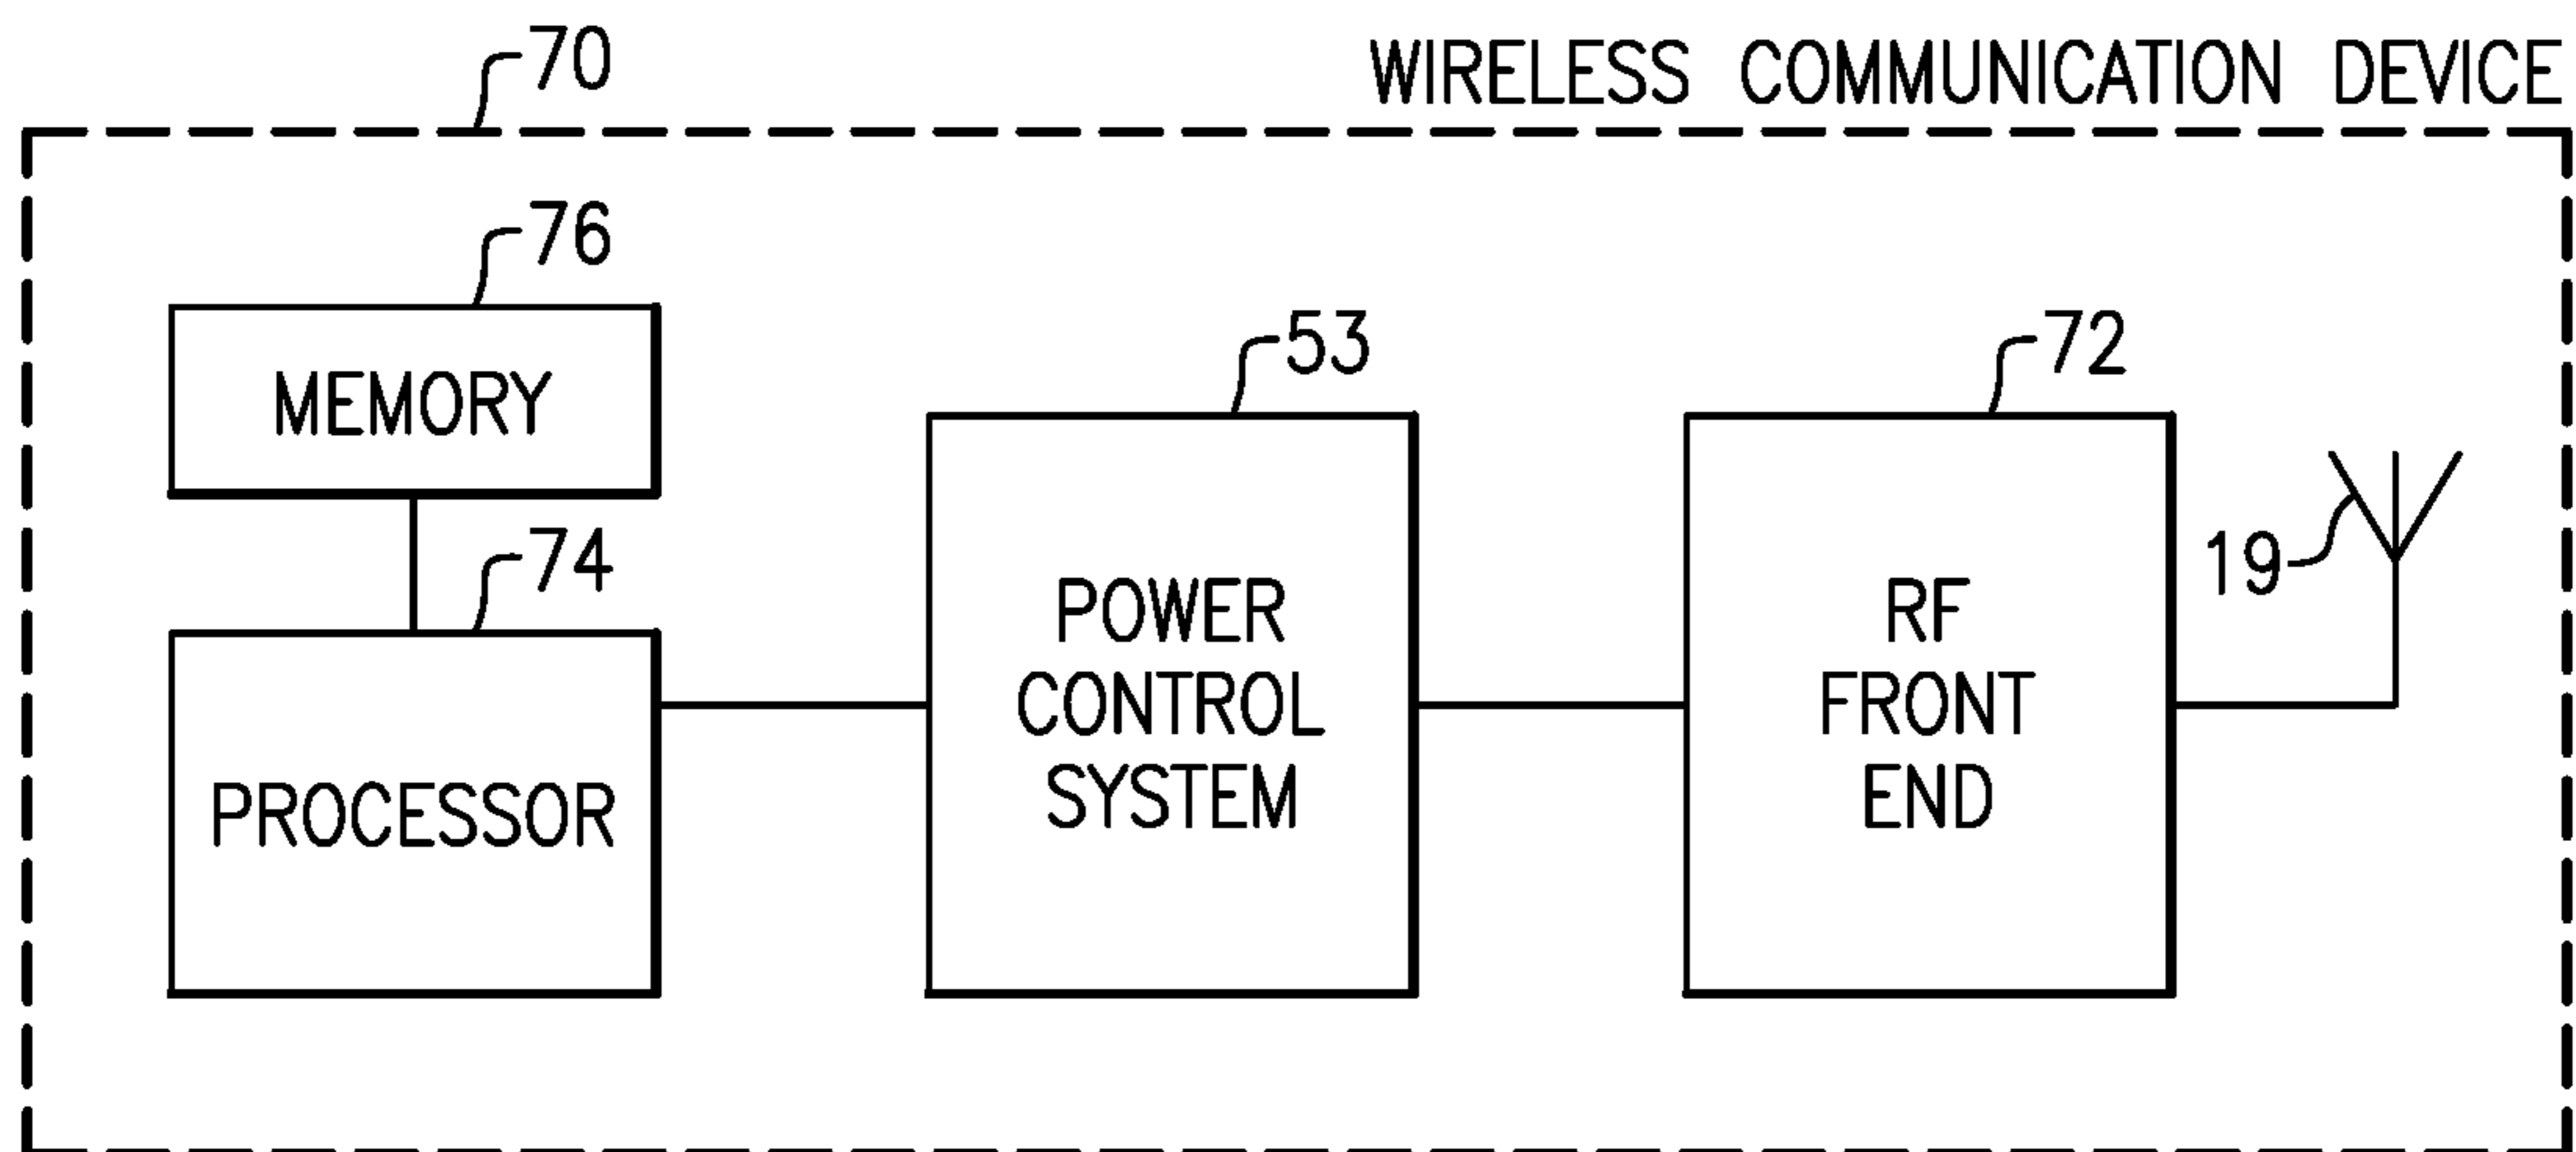 70
WIRELESS COMMUNICATION DEVICE
76
MEMORY
74
PROCESSOR
53
POWER
CONTROL
SYSTEM
72
RF
FRONT
END
19